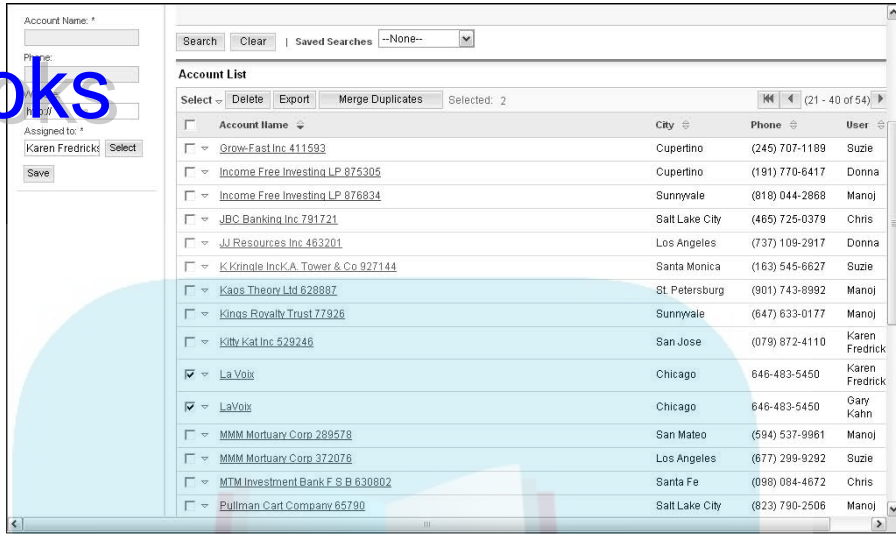 Account Name: *
Phone:
oks
http://
Assigned to: *
Karen Fredricks Select
Save
Search Clear | Saved Searches --None--
Account List
Select Delete Export Merge Duplicates Selected: 2 (21 - 40 of 54)
Account Name City Phone User
Grow-Fast Inc 411593 Cupertino (245) 707-1189 Suzie
Income Free Investing LP 875305 Cupertino (191) 770-6417 Donna
Income Free Investing LP 876834 Sunnyvale (818) 044-2868 Manoj
JBC Banking Inc 791721 Salt Lake City (465) 725-0379 Chris
JJ Resources Inc 463201 Los Angeles (737) 109-2917 Donna
K Kringle IncK.A. Tower & Co 927144 Santa Monica (163) 545-6627 Suzie
Kaos Theory Ltd 628887 St. Petersburg (901) 743-8992 Manoj
Kings Royalty Trust 77926 Sunnyvale (647) 633-0177 Manoj
Kitty Kat Inc 529246 San Jose (079) 872-4110 Karen
Fredrick
La Voix Chicago 646-483-5450 Karen
Fredrick
LaVoix Chicago 646-483-5450 Gary
Kahn
MMM Mortuary Corp 289578 San Mateo (594) 537-9961 Manoj
MMM Mortuary Corp 372076 Los Angeles (677) 299-9292 Suzie
MTM Investment Bank F S B 630802 Santa Fe (098) 084-4672 Chris
Pullman Cart Company 65790 Salt Lake City (823) 790-2506 Manoj